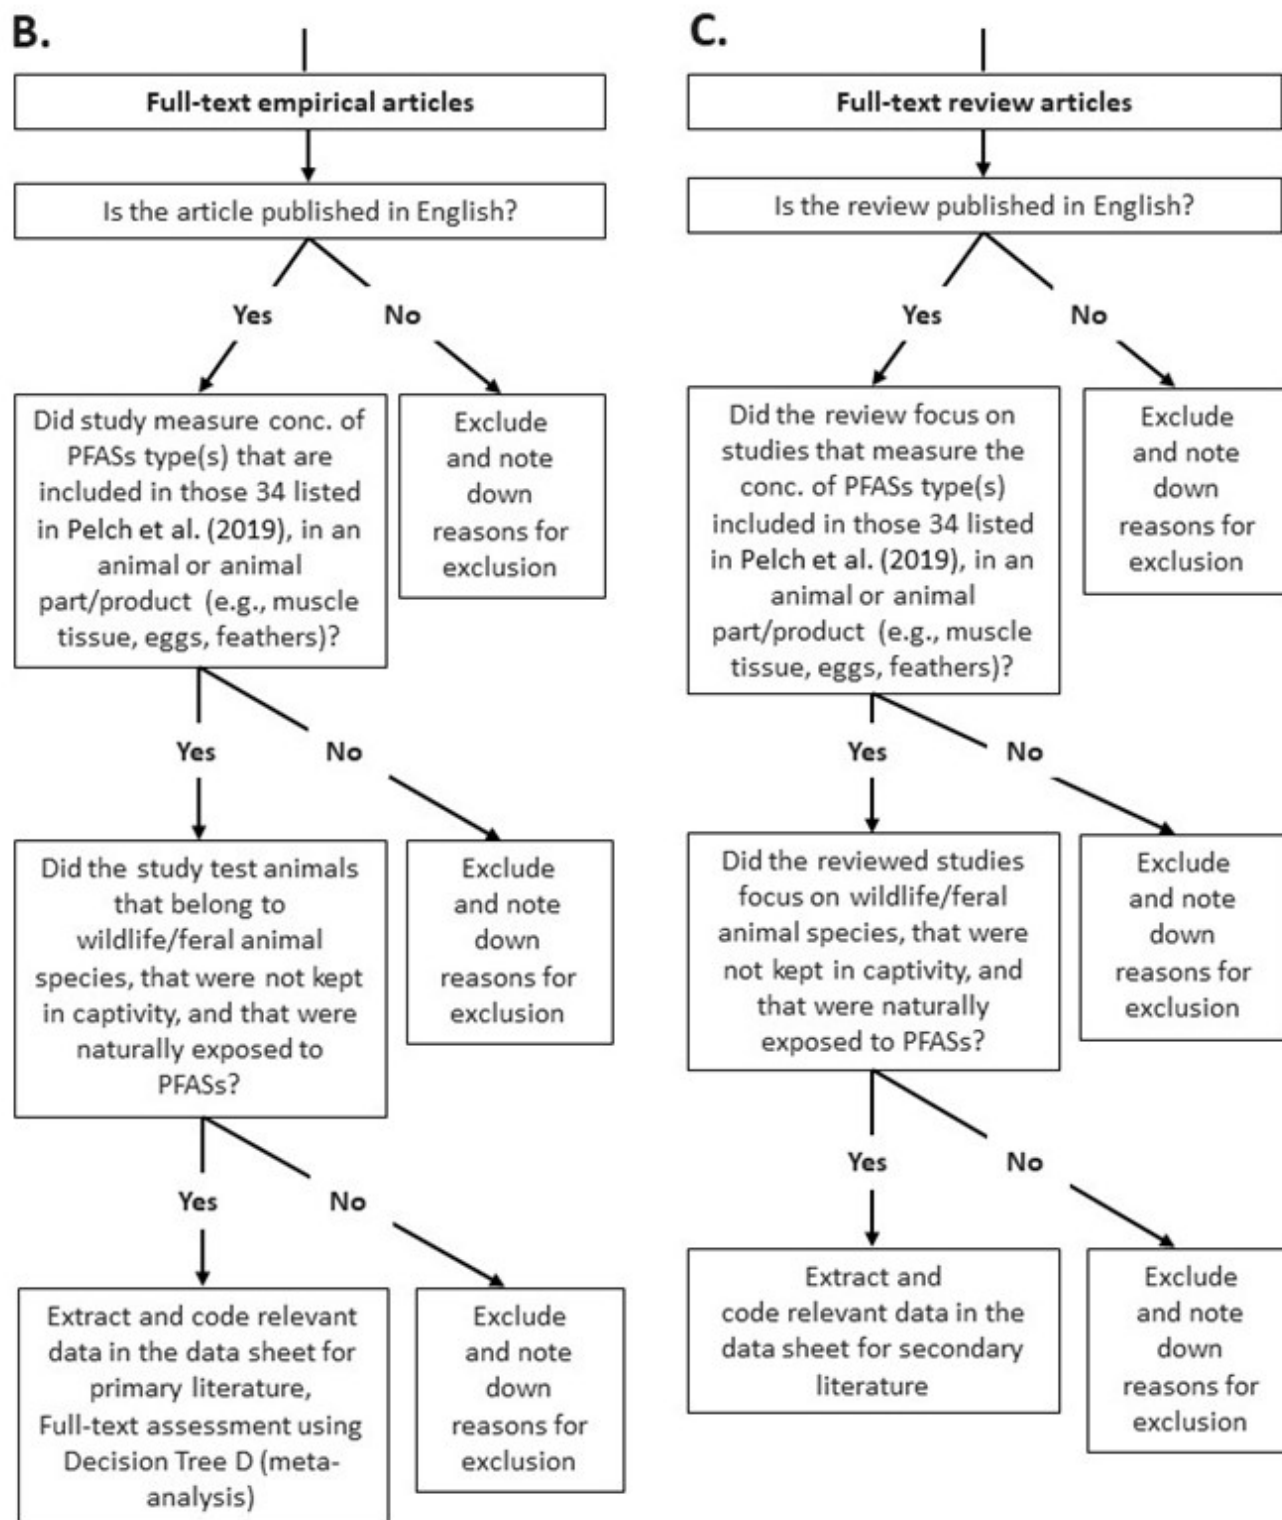 B.
Full-text empirical articles
Is the article published in English?
Yes
No
Did study measure conc. of
PFASs type(s) that are
included in those 34 listed
in Pelch et al. (2019), in an
animal or animal
part/product (e.g., muscle
tissue, eggs, feathers)?
Exclude
and note
down
reasons for
exclusion
Yes
No
Did the study test animals
that belong to
wildlife/feral animal
species, that were not kept
in captivity, and that were
naturally exposed to
PFASs?
Exclude
and note
down
reasons for
exclusion
Yes
No
Extract and code relevant
data in the data sheet for
primary literature,
Full-text assessment using
Decision Tree D (meta-
analysis)
Exclude
and note
down
reasons for
exclusion
C.
Full-text review articles
Is the review published in English?
Yes
No
Did the review focus on
studies that measure the
conc. of PFASs type(s)
included in those 34 listed
in Pelch et al. (2019), in an
animal or animal
part/product (e.g., muscle
tissue, eggs, feathers)?
Exclude
and note
down
reasons for
exclusion
Yes
No
Did the reviewed studies
focus on wildlife/feral
animal species, that were
not kept in captivity, and
that were naturally
exposed to PFASs?
Exclude
and note
down
reasons for
exclusion
Yes
No
Extract and
code relevant data in the
data sheet for secondary
literature
Exclude
and note
down
reasons for
exclusion